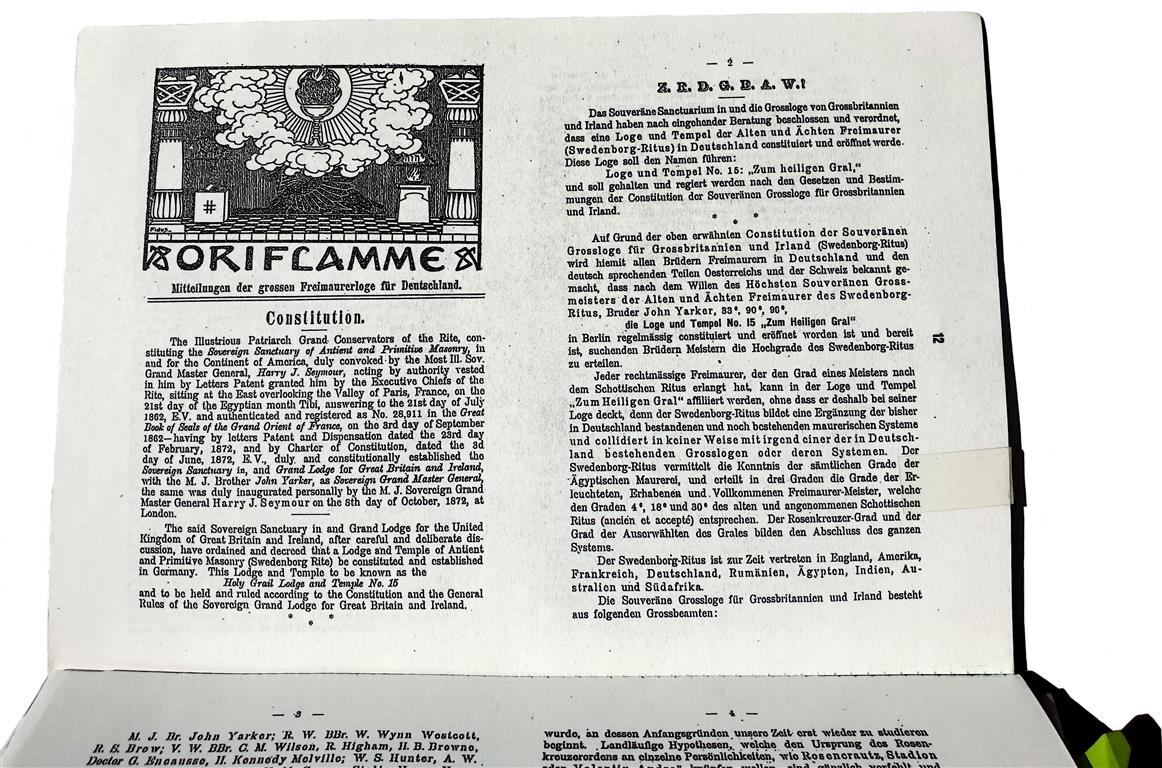 Fidus
ORIFLAMME
Mitteilungen der grossen Freimaurerloge für Deutschland.
Constitution.
The Illustrious Patriarch Grand Conservators of the Rite, con-
stituting the Sovereign Sanctuary of Antient and Primitive Masonry, in
and for the Continent of America, duly convoked by the Most Ill. Sov.
Grand Master General, Harry J. Seymour, acting by authority vested
in him by Letters Patent granted him by the Executive Chiefs of the
Rite, sitting at the East overlooking the Valley of Paris, France, on the
21st day of the Egyptian month Tibi, answering to the 21st day of July
1862, E.V. and authenticated and registered as No. 28,911 in the Great
Book of Seals of the Grand Orient of France, on the 3rd day of September
1862—having by letters Patent and Dispensation dated the 23rd day
of February, 1872, and by Charter of Constitution, dated the 3d
day of June, 1872, E.V., duly and constitutionally established the
Sovereign Sanctuary in, and Grand Lodge for Great Britain and Ireland,
with the M. J. Brother John Yarker, as Sovereign Grand Master General,
the same was duly inaugurated personally by the M. J. Sovereign Grand
Master General Harry J. Seymour on the 8th day of October, 1872, at
London.
The said Sovereign Sanctuary in and Grand Lodge for the United
Kingdom of Great Britain and Ireland, after careful and deliberate dis-
cussion, have ordained and decreed that a Lodge and Temple of Antient
and Primitive Masonry (Swedenborg Rite) be constituted and established
in Germany. This Lodge and Temple to be known as the
Holy Grail Lodge and Temple No. 15
and to be held and ruled according to the Constitution and the General
Rules of the Sovereign Grand Lodge for Great Britain and Ireland.
* * *
— 2 —
Z. R. D. G. B. A. W.!
Das Souveräne Sanctuarium in und die Grossloge von Grossbritannien
und Irland haben nach eingehender Beratung beschlossen und verordnet,
dass eine Loge und Tempel der Alten und Ächten Freimaurer
(Swedenborg-Ritus) in Deutschland constituiert und eröffnet werde.
Diese Loge soll den Namen führen:
Loge und Tempel No. 15: „Zum heiligen Gral,“
und soll gehalten und regiert werden nach den Gesetzen und Bestim-
mungen der Constitution der Souveränen Grossloge für Grossbritannien
und Irland.
* * *
Auf Grund der oben erwähnten Constitution der Souveränen
Grossloge für Grossbritannien und Irland (Swedenborg-Ritus)
wird hiemit allen Brüdern Freimaurern in Deutschland und den
deutsch sprechenden Teilen Oesterreichs und der Schweiz bekannt ge-
macht, dass nach dem Willen des Höchsten Souveränen Gross-
meisters der Alten und Ächten Freimaurer des Swedenborg-
Ritus, Bruder John Yarker, 33°, 90°, 96°,
die Loge und Tempel No. 15 „Zum Heiligen Gral“
in Berlin regelmässig constituiert und eröffnet worden ist und bereit
ist, suchenden Brüdern Meistern die Hochgrade des Swedenborg-Ritus
zu erteilen.
Jeder rechtmässige Freimaurer, der den Grad eines Meisters nach
dem Schottischen Ritus erlangt hat, kann in der Loge und Tempel
„Zum Heiligen Gral“ affiliiert werden, ohne dass er deshalb bei seiner
Loge deckt, denn der Swedenborg-Ritus bildet eine Ergänzung der bisher
in Deutschland bestandenen und noch bestehenden maurerischen Systeme
und collidiert in keiner Weise mit irgend einer der in Deutsch-
land bestehenden Grosslogen oder deren Systemen. Der
Swedenborg-Ritus vermittelt die Kenntnis der sämtlichen Grade der
Ägyptischen Maurerei, und erteilt in drei Graden die Grade der Er-
leuchteten, Erhabenen und Vollkommenen Freimaurer-Meister, welche
den Graden 4°, 18° und 30° des alten und angenommenen Schottischen
Ritus (ancien et accepté) entsprechen. Der Rosenkreuzer-Grad und der
Grad der Auserwählten des Grales bilden den Abschluss des ganzen
Systems.
Der Swedenborg-Ritus ist zur Zeit vertreten in England, Amerika,
Frankreich, Deutschland, Rumänien, Ägypten, Indien, Au-
stralien und Südafrika.
Die Souveräne Grossloge für Grossbritannien und Irland besteht
aus folgenden Grossbeamten:
12
— 3 —
M. J. Br. John Yarker; R. W. BBr. W. Wynn Westcott,
R. S. Brow; V. W. BBr. C. M. Wilson, R. Higham, H. B. Browne,
Doctor G. Encausse, H. Kennedy Melville; W. S. Hunter, A. W.
— 4 —
wurde, an dessen Anfangsgründen unsere Zeit erst wieder zu studieren
beginnt. Landläufige Hypothesen, welche den Ursprung des Rosen-
kreuzerordens an einzelne Persönlichkeiten, wie Rosencrautz, Stadion